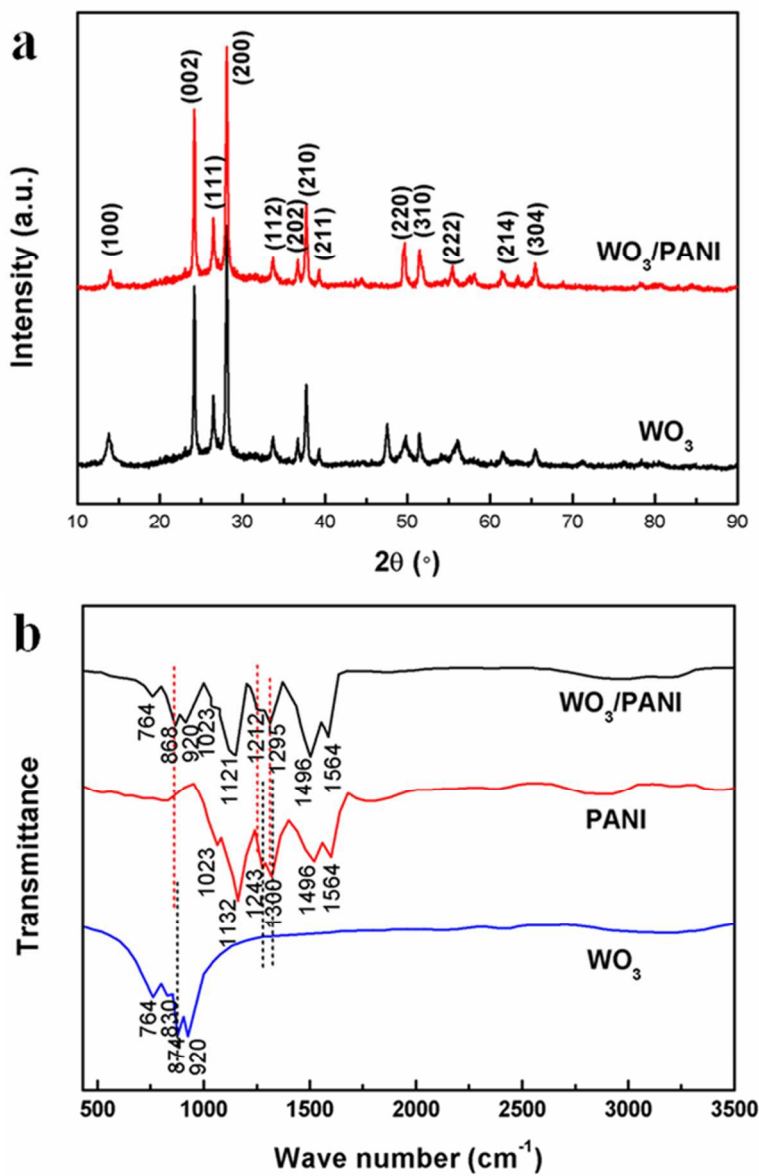 a
Intensity (a.u.)
(100)
(002)
(111)
(200)
(112)
(202)
(210)
(211)
(220)
(310)
(222)
(214)
(304)
WO3/PANI
WO3
10 20 30 40 50 60 70 80 90
2θ (°)
b
Transmittance
764 868 920 1023 1121 1212 1295 1496 1564
WO3/PANI
1023 1132 1243 1300 1496 1564
PANI
764 830 874 920
WO3
500 1000 1500 2000 2500 3000 3500
Wave number (cm-1)